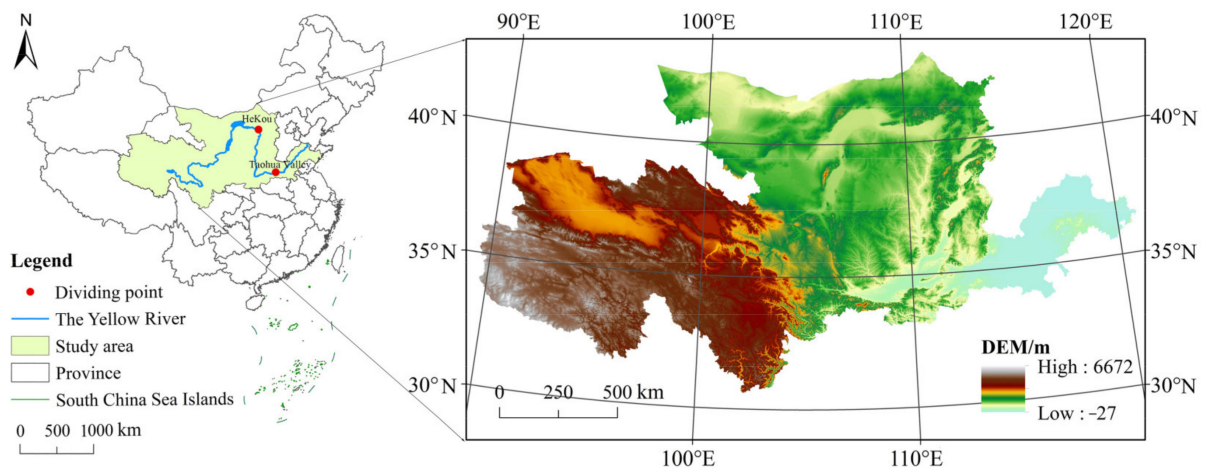 N
HeKou
Taohua Valley
Legend
Dividing point
The Yellow River
Study area
Province
South China Sea Islands
0 500 1000 km
90°E 100°E 110°E 120°E
40°N 40°N
35°N 35°N
30°N 30°N
100°E 110°E
0 250 500 km
DEM/m
High : 6672
Low : −27